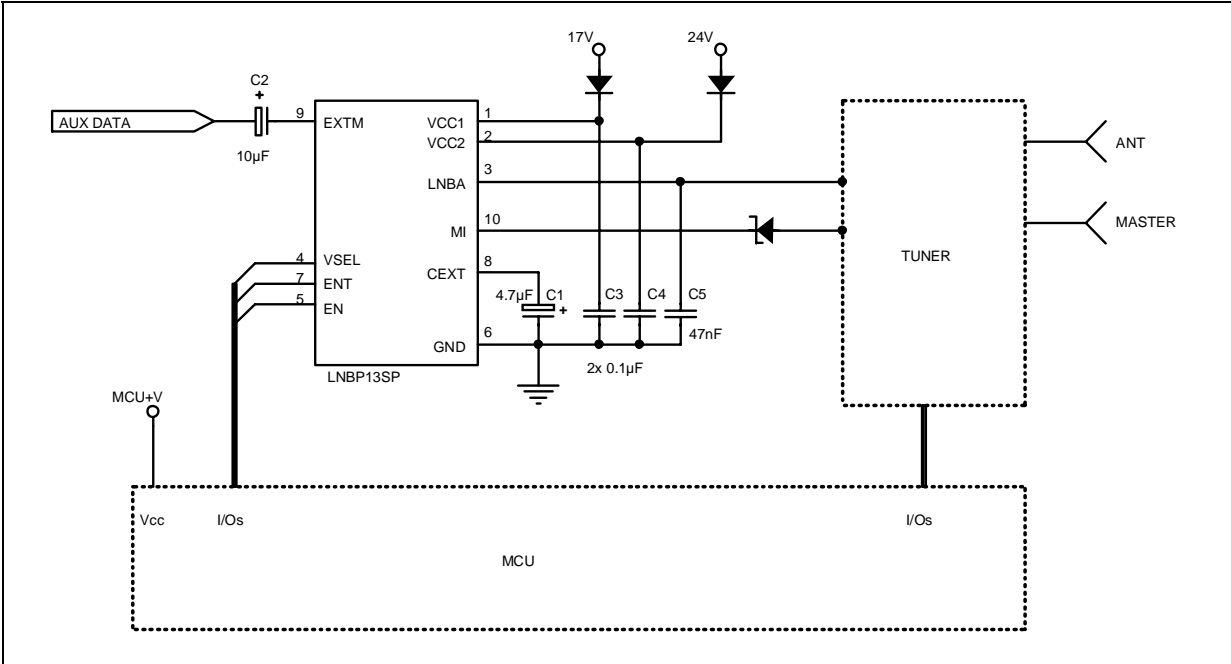 17V
24V
C2
+
AUX DATA
9
EXTM
10µF
VCC1
1
VCC2
2
LNBA
3
MI
10
ANT
MASTER
TUNER
4
VSEL
7
ENT
5
EN
CEXT
8
4.7µF
C1
+
C3
C4
C5
47nF
GND
6
2x 0.1µF
LNBP13SP
MCU+V
Vcc
I/Os
I/Os
MCU